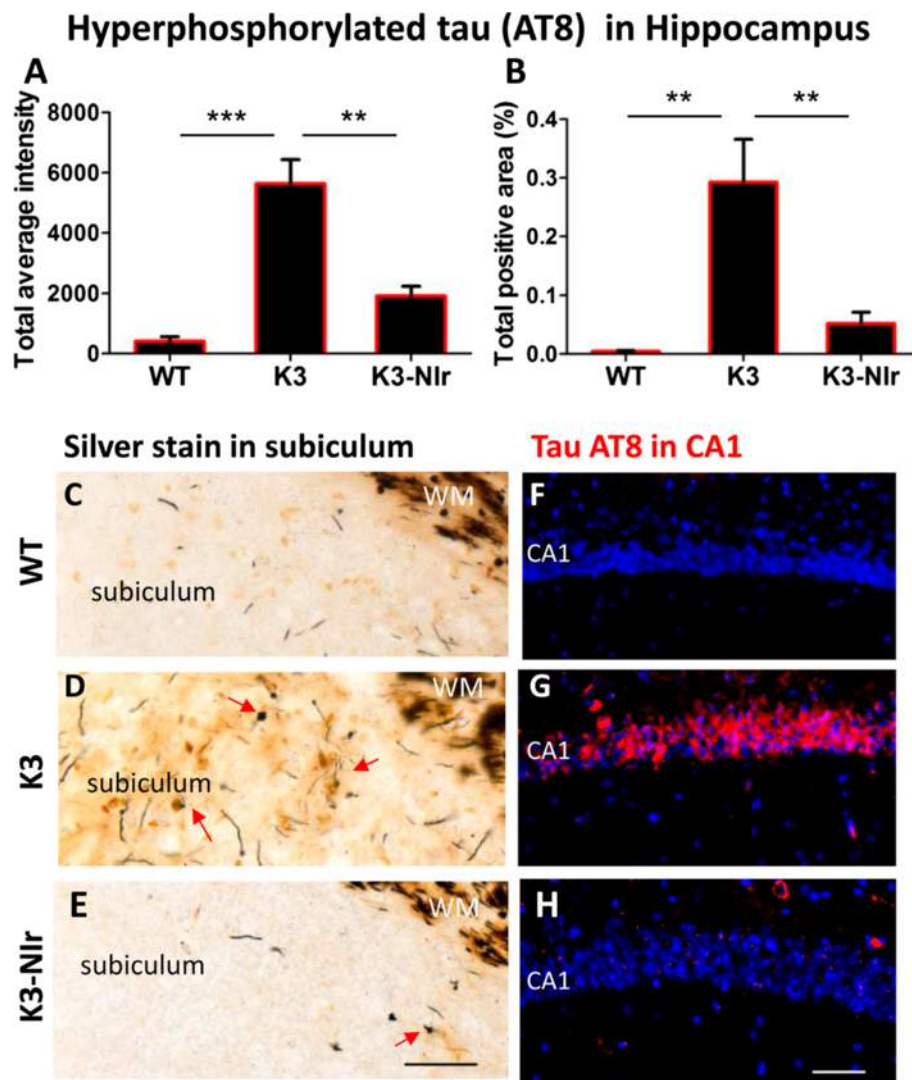 Hyperphosphorylated tau (AT8) in Hippocampus
A
Total average intensity
8000
6000
4000
2000
0
*** **
WT K3 K3-NIr
B
Total positive area (%)
0.4
0.3
0.2
0.1
0.0
** **
WT K3 K3-NIr
Silver stain in subiculum
Tau AT8 in CA1
WT
C
WM
subiculum
F
CA1
K3
D
WM
subiculum
G
CA1
K3-NIr
E
WM
subiculum
H
CA1